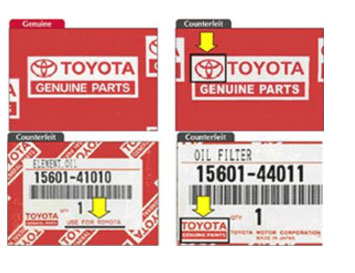 Genuine
TOYOTA
GENUINE PARTS
Counterfeit
TOYOTA
GENUINE PARTS
Counterfeit
ELEMENT, OIL
15601-41010
QTY
1
TOYOTA
USE FOR TOYOTA
Counterfeit
OIL FILTER
15601-44011
QTY
1
TOYOTA
GENUINE PARTS
TOYOTA MOTOR CORPORATION
MADE IN JAPAN